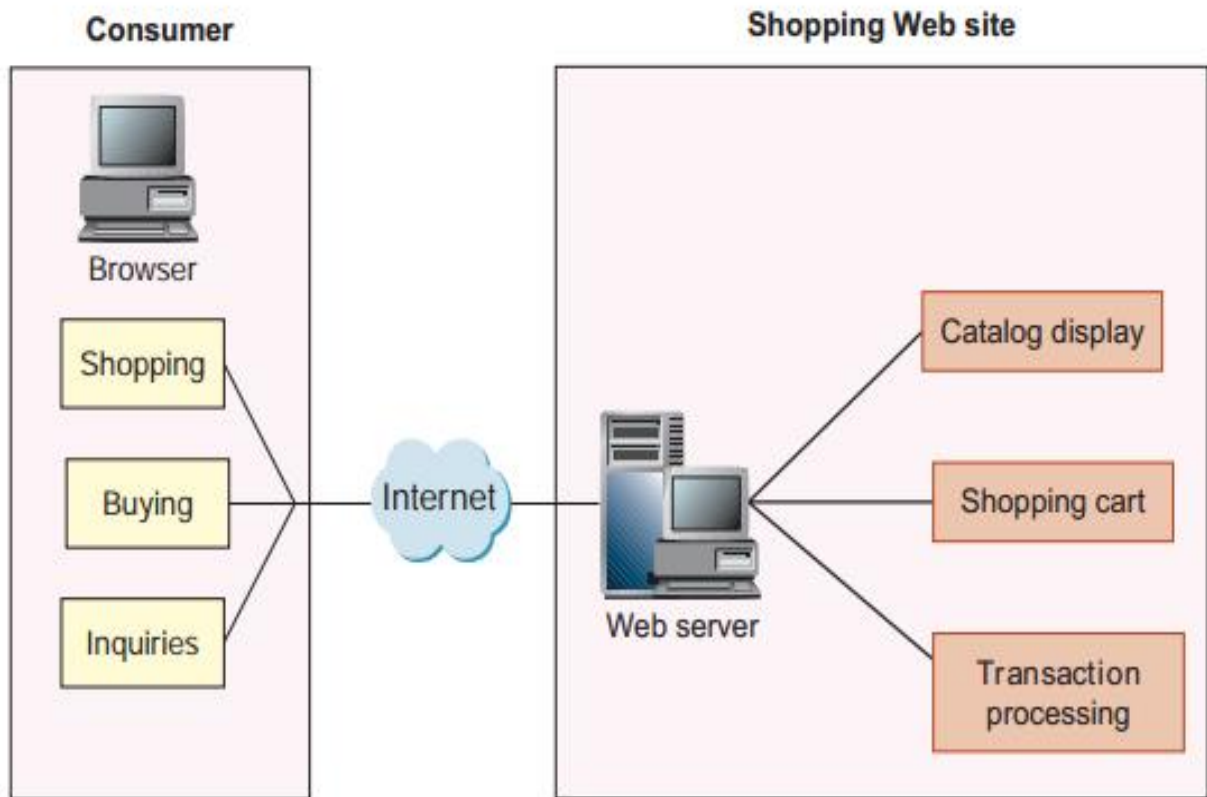 Consumer
Shopping Web site
Browser
Shopping
Buying
Inquiries
Internet
Web server
Catalog display
Shopping cart
Transaction
processing